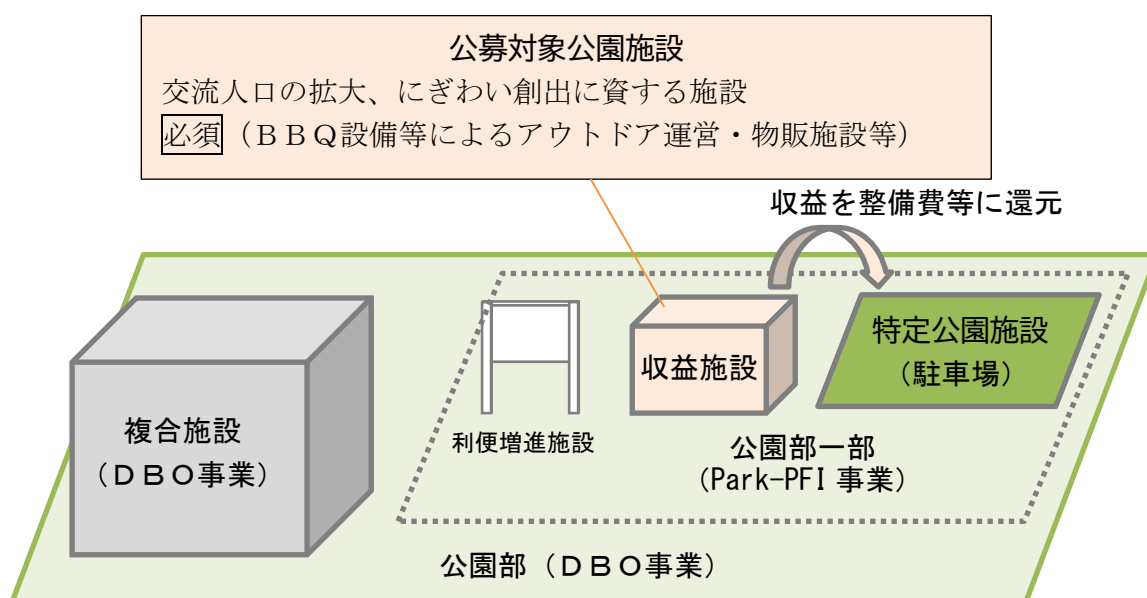 公募対象公園施設
交流人口の拡大、にぎわい創出に資する施設
必須（ＢＢＱ設備等によるアウトドア運営・物販施設等）
収益を整備費等に還元
特定公園施設
（駐車場）
収益施設
複合施設
（ＤＢＯ事業）
利便増進施設
公園部一部
(Park-PFI 事業)
公園部（ＤＢＯ事業）